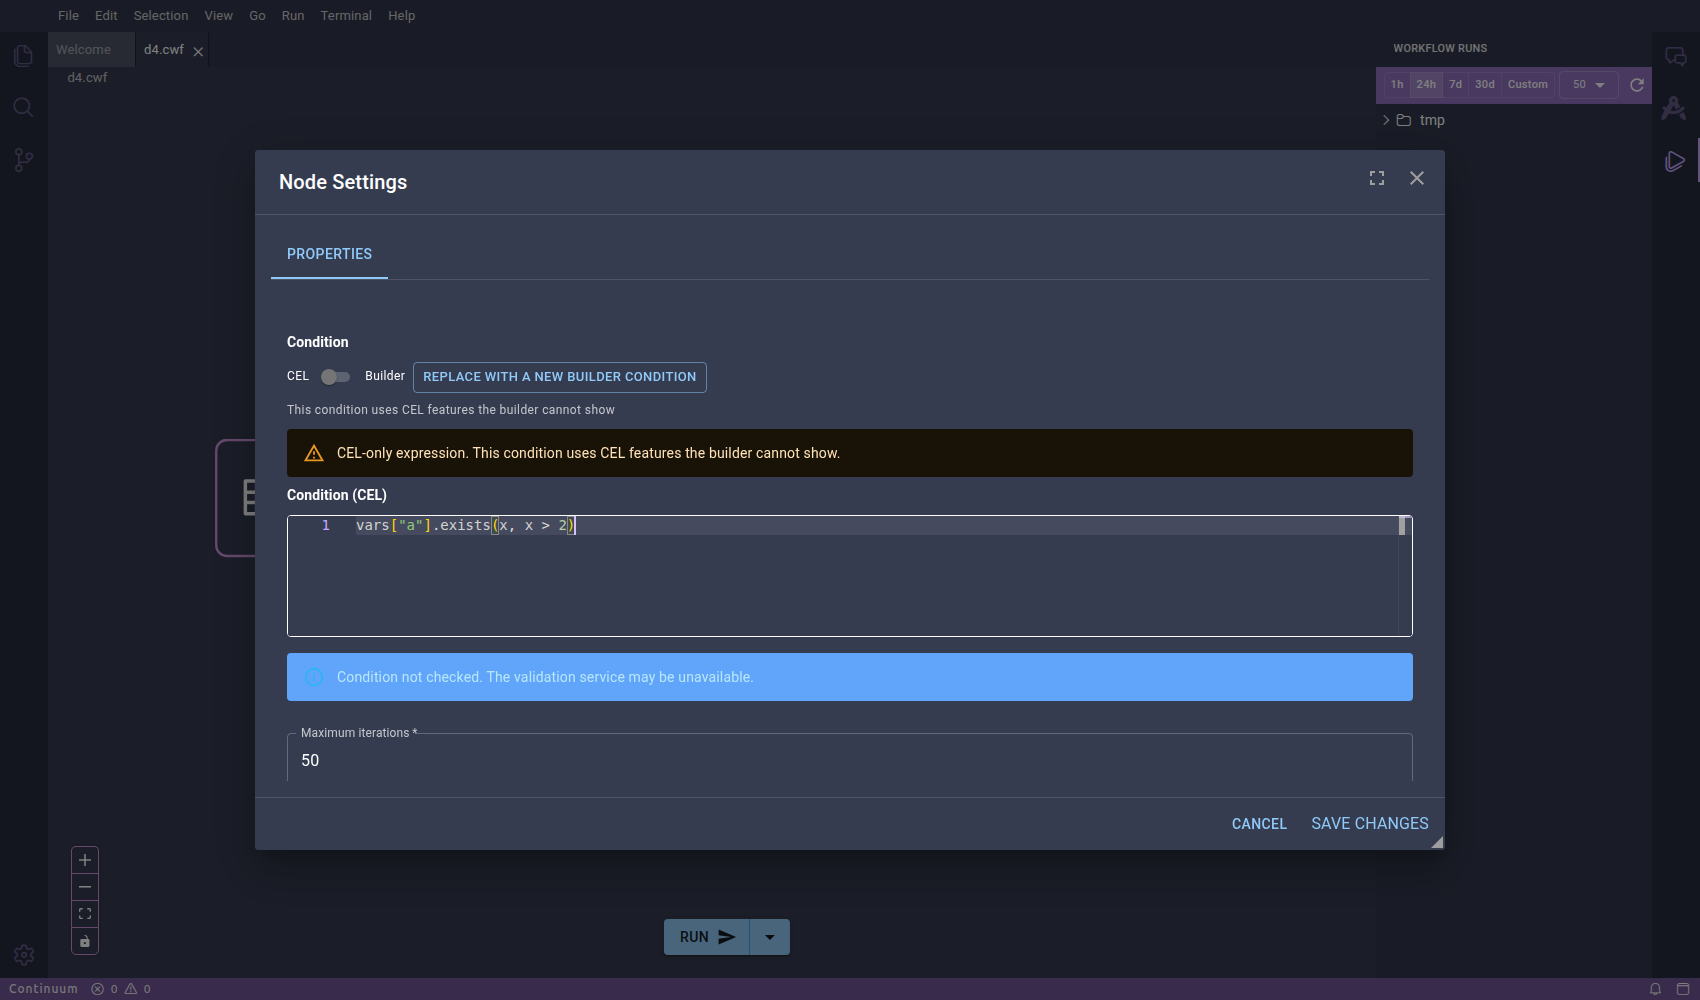 File Edit Selection View Go Run Terminal Help
Welcome d4.cwf
d4.cwf
WORKFLOW RUNS
1h 24h 7d 30d Custom 50
tmp
Node Settings
PROPERTIES
Condition
CEL Builder REPLACE WITH A NEW BUILDER CONDITION
This condition uses CEL features the builder cannot show
CEL-only expression. This condition uses CEL features the builder cannot show.
Condition (CEL)
1 vars["a"].exists(x, x > 2)
Condition not checked. The validation service may be unavailable.
Maximum iterations *
50
CANCEL SAVE CHANGES
RUN
Continuum 0 0